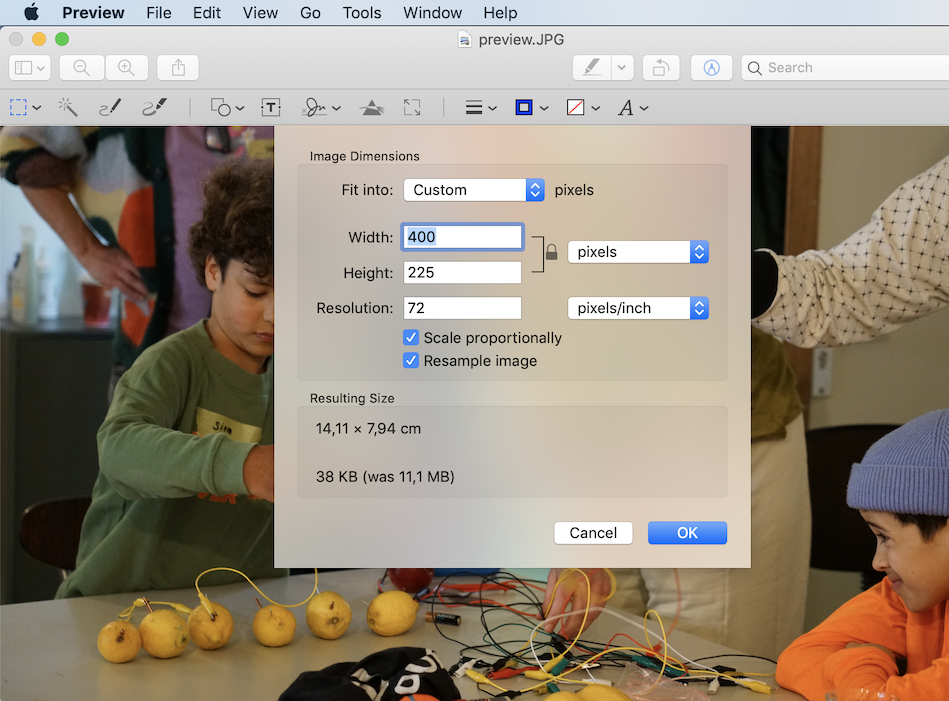 Preview File Edit View Go Tools Window Help
preview.JPG
Search
T
A
Image Dimensions
Fit into: Custom pixels
Width: 400
pixels
Height: 225
Resolution: 72 pixels/inch
Scale proportionally
Resample image
Resulting Size
14,11 × 7,94 cm
38 KB (was 11,1 MB)
Cancel OK